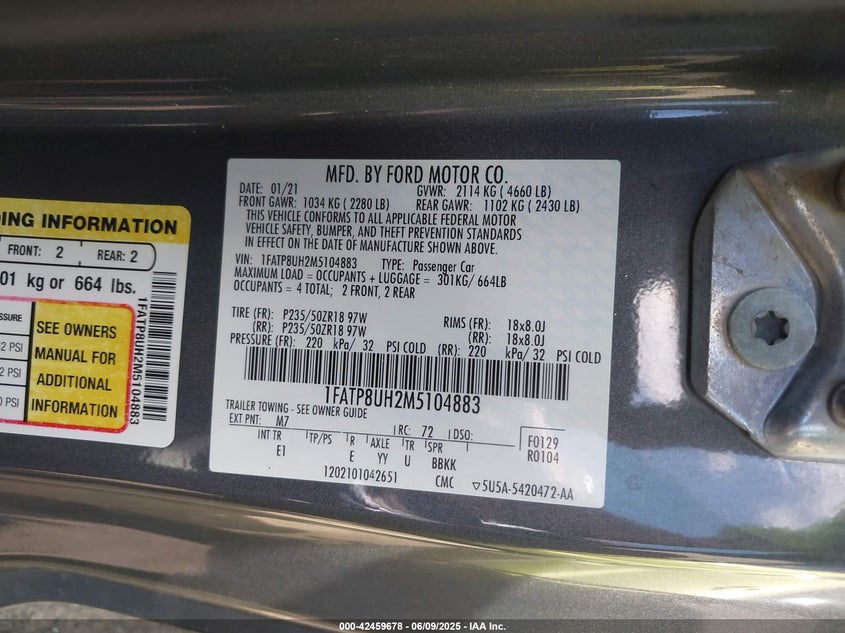 MFD. BY FORD MOTOR CO.
DATE: 01/21 GVWR: 2114 KG ( 4660 LB)
FRONT GAWR: 1034 KG ( 2280 LB) REAR GAWR: 1102 KG ( 2430 LB)
THIS VEHICLE CONFORMS TO ALL APPLICABLE FEDERAL MOTOR
VEHICLE SAFETY, BUMPER, AND THEFT PREVENTION STANDARDS
IN EFFECT ON THE DATE OF MANUFACTURE SHOWN ABOVE.
VIN: 1FATP8UH2M5104883 TYPE: Passenger Car
MAXIMUM LOAD = OCCUPANTS + LUGGAGE = 301KG/ 664LB
OCCUPANTS = 4 TOTAL; 2 FRONT, 2 REAR
TIRE (FR): P235/50ZR18 97W RIMS (FR): 18x8.0J
(RR): P235/50ZR18 97W (RR): 18x8.0J
PRESSURE (FR): 220 kPa/ 32 PSI COLD (RR): 220 kPa/ 32 PSI COLD
1FATP8UH2M5104883
TRAILER TOWING - SEE OWNER GUIDE
EXT PNT: M7 RC: 72 DSO: F0129
INT TR TP/PS R AXLE TR SPR R0104
E1 E YY U BBKK
1202101042651 CMC ▽5U5A-5420472-AA
ING INFORMATION
FRONT: 2 REAR: 2
01 kg or 664 lbs.
SSURE SEE OWNERS
2 PSI MANUAL FOR
2 PSI ADDITIONAL
0 PSI INFORMATION
1FATP8UH2M5104883
000-42459678 - 06/09/2025 - IAA Inc.